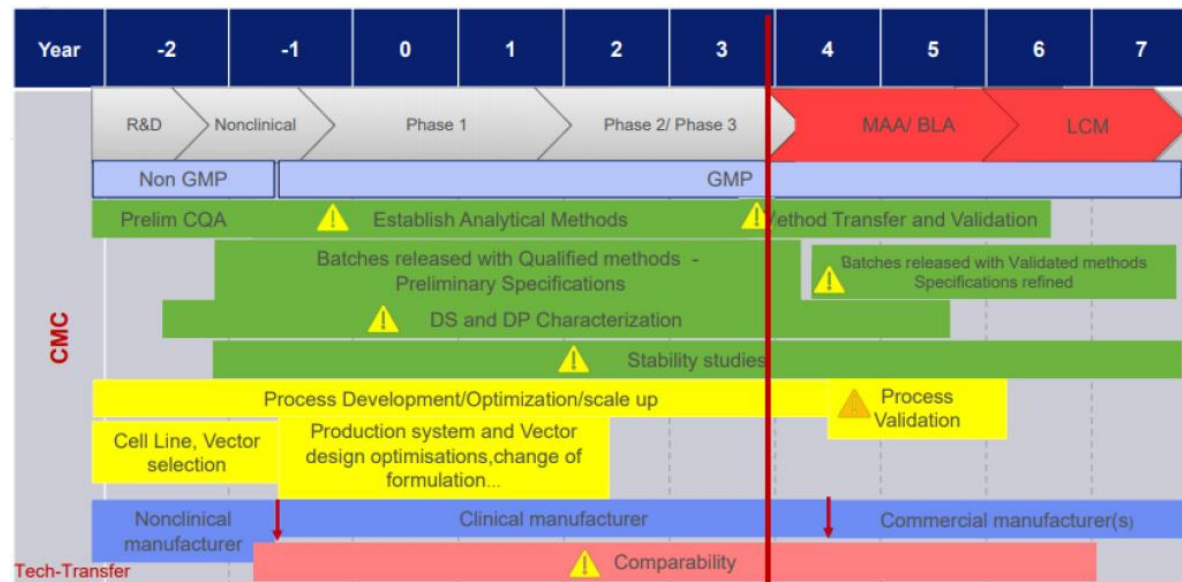 Year -2 -1 0 1 2 3 4 5 6 7
R&D Nonclinical Phase 1 Phase 2/ Phase 3 MAA/ BLA LCM
Non GMP GMP
Prelim CQA Establish Analytical Methods ethod Transfer and Validation
Batches released with Qualified methods -
Preliminary Specifications
Batches released with Validated methods
Specifications refined
DS and DP Characterization
Stability studies
CMC
Process Development/Optimization/scale up
Process
Validation
Cell Line, Vector
selection
Production system and Vector
design optimisations,change of
formulation...
Nonclinical
manufacturer
Clinical manufacturer
Commercial manufacturer(s)
Comparability
Tech-Transfer